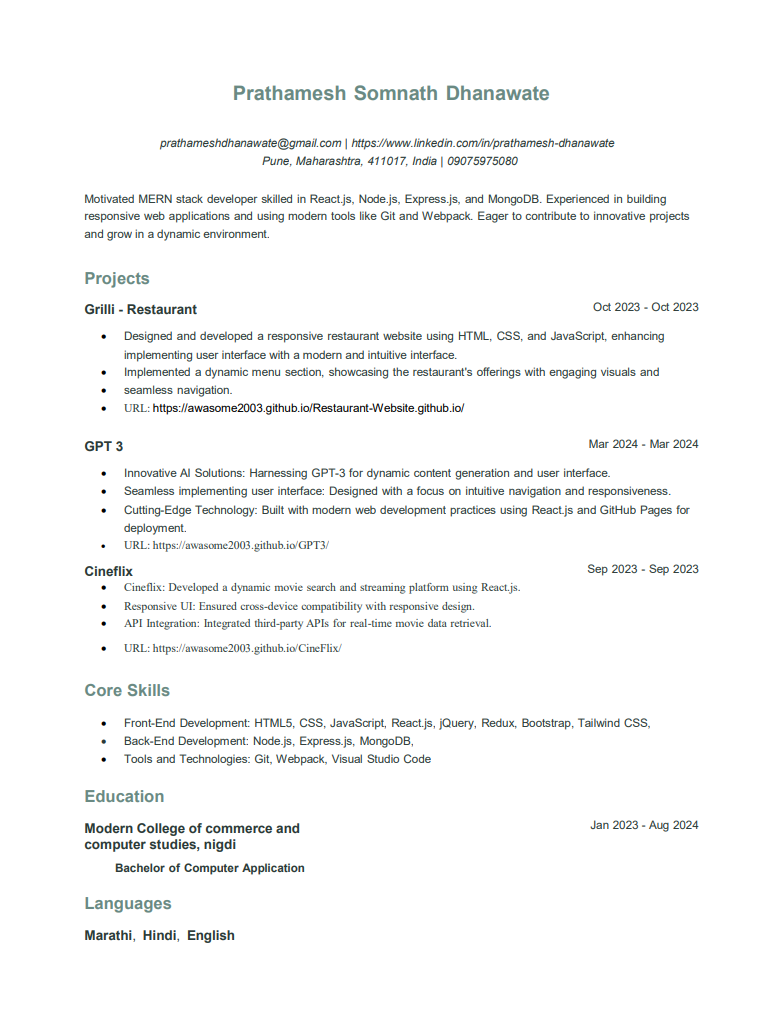 Prathamesh Somnath Dhanawate
prathameshdhanawate@gmail.com | https://www.linkedin.com/in/prathamesh-dhanawate
Pune, Maharashtra, 411017, India | 09075975080
Motivated MERN stack developer skilled in React.js, Node.js, Express.js, and MongoDB. Experienced in building
responsive web applications and using modern tools like Git and Webpack. Eager to contribute to innovative projects
and grow in a dynamic environment.
Projects
Grilli - Restaurant Oct 2023 - Oct 2023
• Designed and developed a responsive restaurant website using HTML, CSS, and JavaScript, enhancing
implementing user interface with a modern and intuitive interface.
• Implemented a dynamic menu section, showcasing the restaurant's offerings with engaging visuals and
• seamless navigation.
• URL: https://awasome2003.github.io/Restaurant-Website.github.io/
GPT 3 Mar 2024 - Mar 2024
• Innovative AI Solutions: Harnessing GPT-3 for dynamic content generation and user interface.
• Seamless implementing user interface: Designed with a focus on intuitive navigation and responsiveness.
• Cutting-Edge Technology: Built with modern web development practices using React.js and GitHub Pages for
deployment.
• URL: https://awasome2003.github.io/GPT3/
Cineflix Sep 2023 - Sep 2023
• Cineflix: Developed a dynamic movie search and streaming platform using React.js.
• Responsive UI: Ensured cross-device compatibility with responsive design.
• API Integration: Integrated third-party APIs for real-time movie data retrieval.
• URL: https://awasome2003.github.io/CineFlix/
Core Skills
• Front-End Development: HTML5, CSS, JavaScript, React.js, jQuery, Redux, Bootstrap, Tailwind CSS,
• Back-End Development: Node.js, Express.js, MongoDB,
• Tools and Technologies: Git, Webpack, Visual Studio Code
Education
Modern College of commerce and Jan 2023 - Aug 2024
computer studies, nigdi
Bachelor of Computer Application
Languages
Marathi, Hindi, English